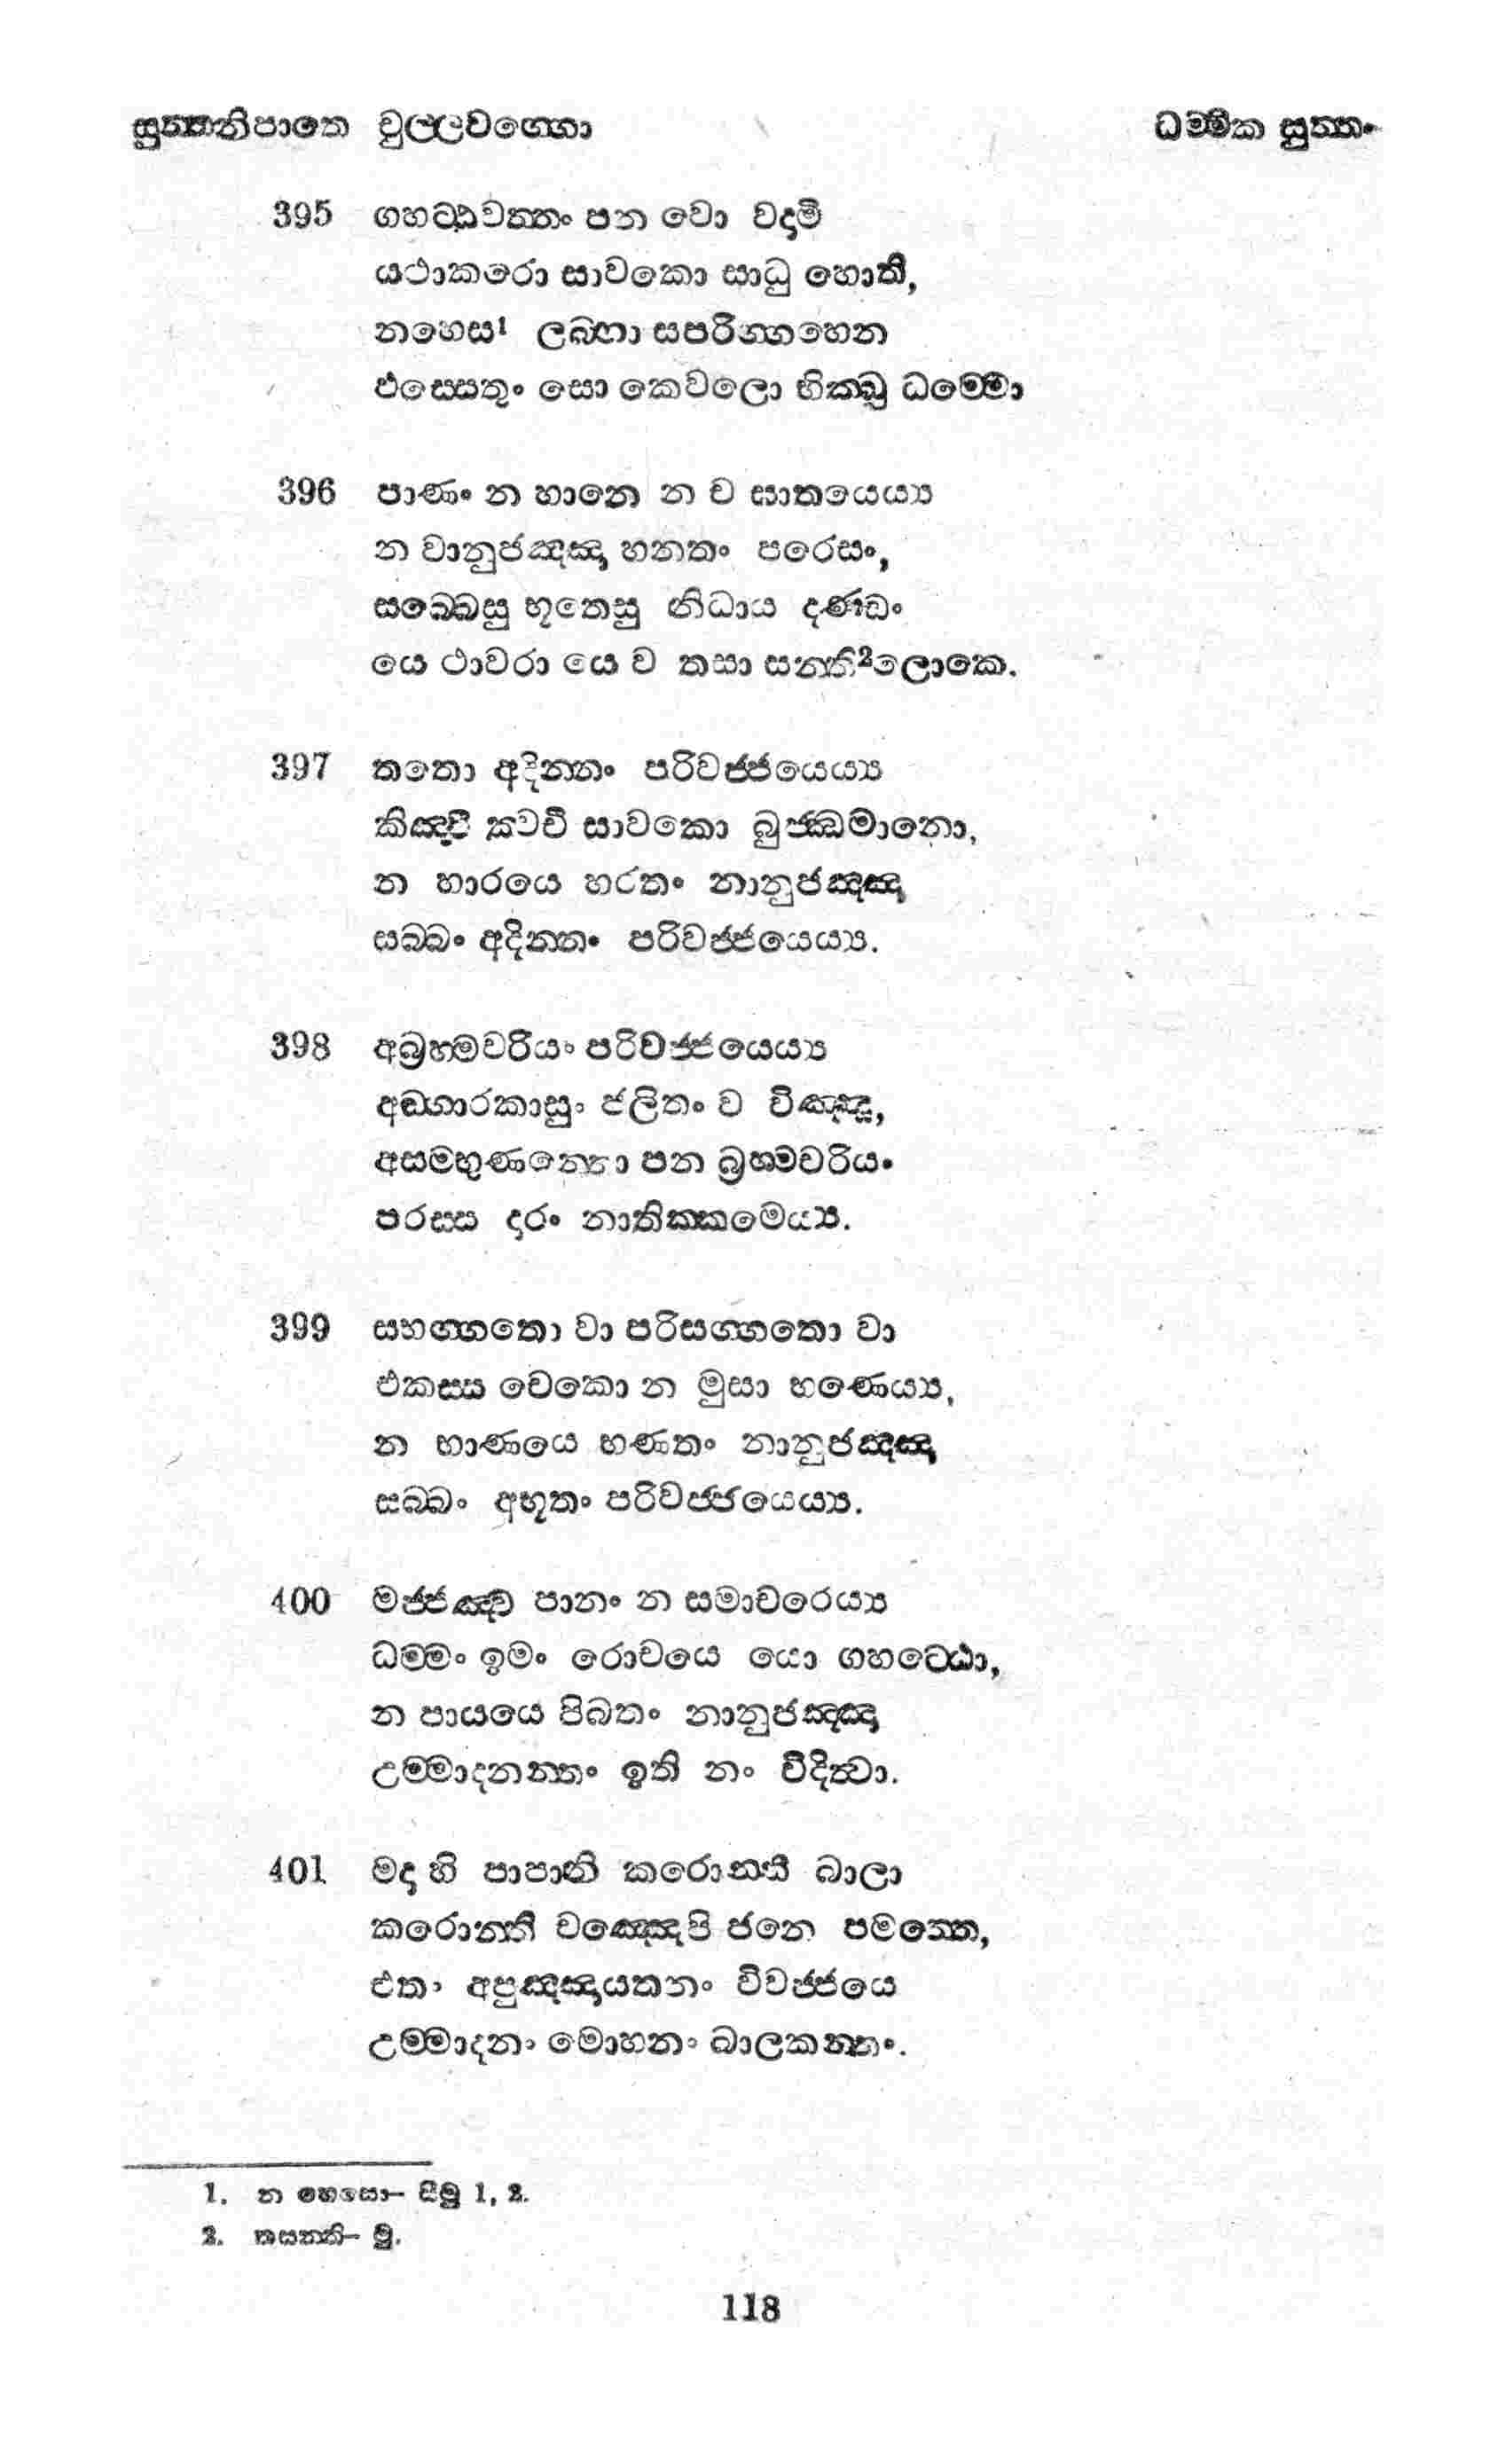 සුත්තනිපාතෙ චුල්ලවග්ගො ධම්මික සුත්තං
395 ගහට්ඨවත්තං පන වො වදාමි
යථාකරො සාවකො සාධු හොති,
නහෙස¹ ලබ්භා සපරිග්ගහෙන
ඵස්සෙතුං සො කෙවලො භික්ඛු ධම්මො
396 පාණං න හානෙ න ච ඝාතයෙය්‍ය
න චානුජඤ්ඤා හනතං පරෙසං,
සබ්බෙසු භූතෙසු නිධාය දණ්ඩං
යෙ ථාවරා යෙ ච තසා සන්ති² ලොකෙ.
397 තතො අදින්නං පරිවජ්ජයෙය්‍ය
කිඤ්චි ක්වචි සාවකො බුජ්ඣමානො,
න හාරයෙ හරතං නානුජඤ්ඤා
සබ්බං අදින්නං පරිවජ්ජයෙය්‍ය.
398 අබ්‍රහ්මචරියං පරිවජ්ජයෙය්‍ය
අඞ්ගාරකාසුං ජලිතං ව විඤ්ඤූ,
අසම්භුණන්තො පන බ්‍රහ්මචරියං
පරස්ස දාරං නාතික්කමෙය්‍ය.
399 සභග්ගතො වා පරිසග්ගතො වා
එකස්ස චෙකො න මුසා භණෙය්‍ය,
න භාණයෙ භණතං නානුජඤ්ඤා
සබ්බං අභූතං පරිවජ්ජයෙය්‍ය.
400 මජ්ජඤ්ච පානං න සමාචරෙය්‍ය
ධම්මං ඉමං රොචයෙ යො ගහට්ඨො,
න පායයෙ පිබතං නානුජඤ්ඤා
උම්මාදනන්තං ඉති නං විදිත්වා.
401 මදා හි පාපානි කරොන්ති බාලා
කරොන්ති චඤ්ඤෙපි ජනෙ පමත්තෙ,
එතං අපුඤ්ඤායතනං විවජ්ජයෙ
උම්මාදනං මොහනං බාලකන්තං.
1. න හෙසො- සීමු 1, 2.
2. තසන්ති- මු.
118